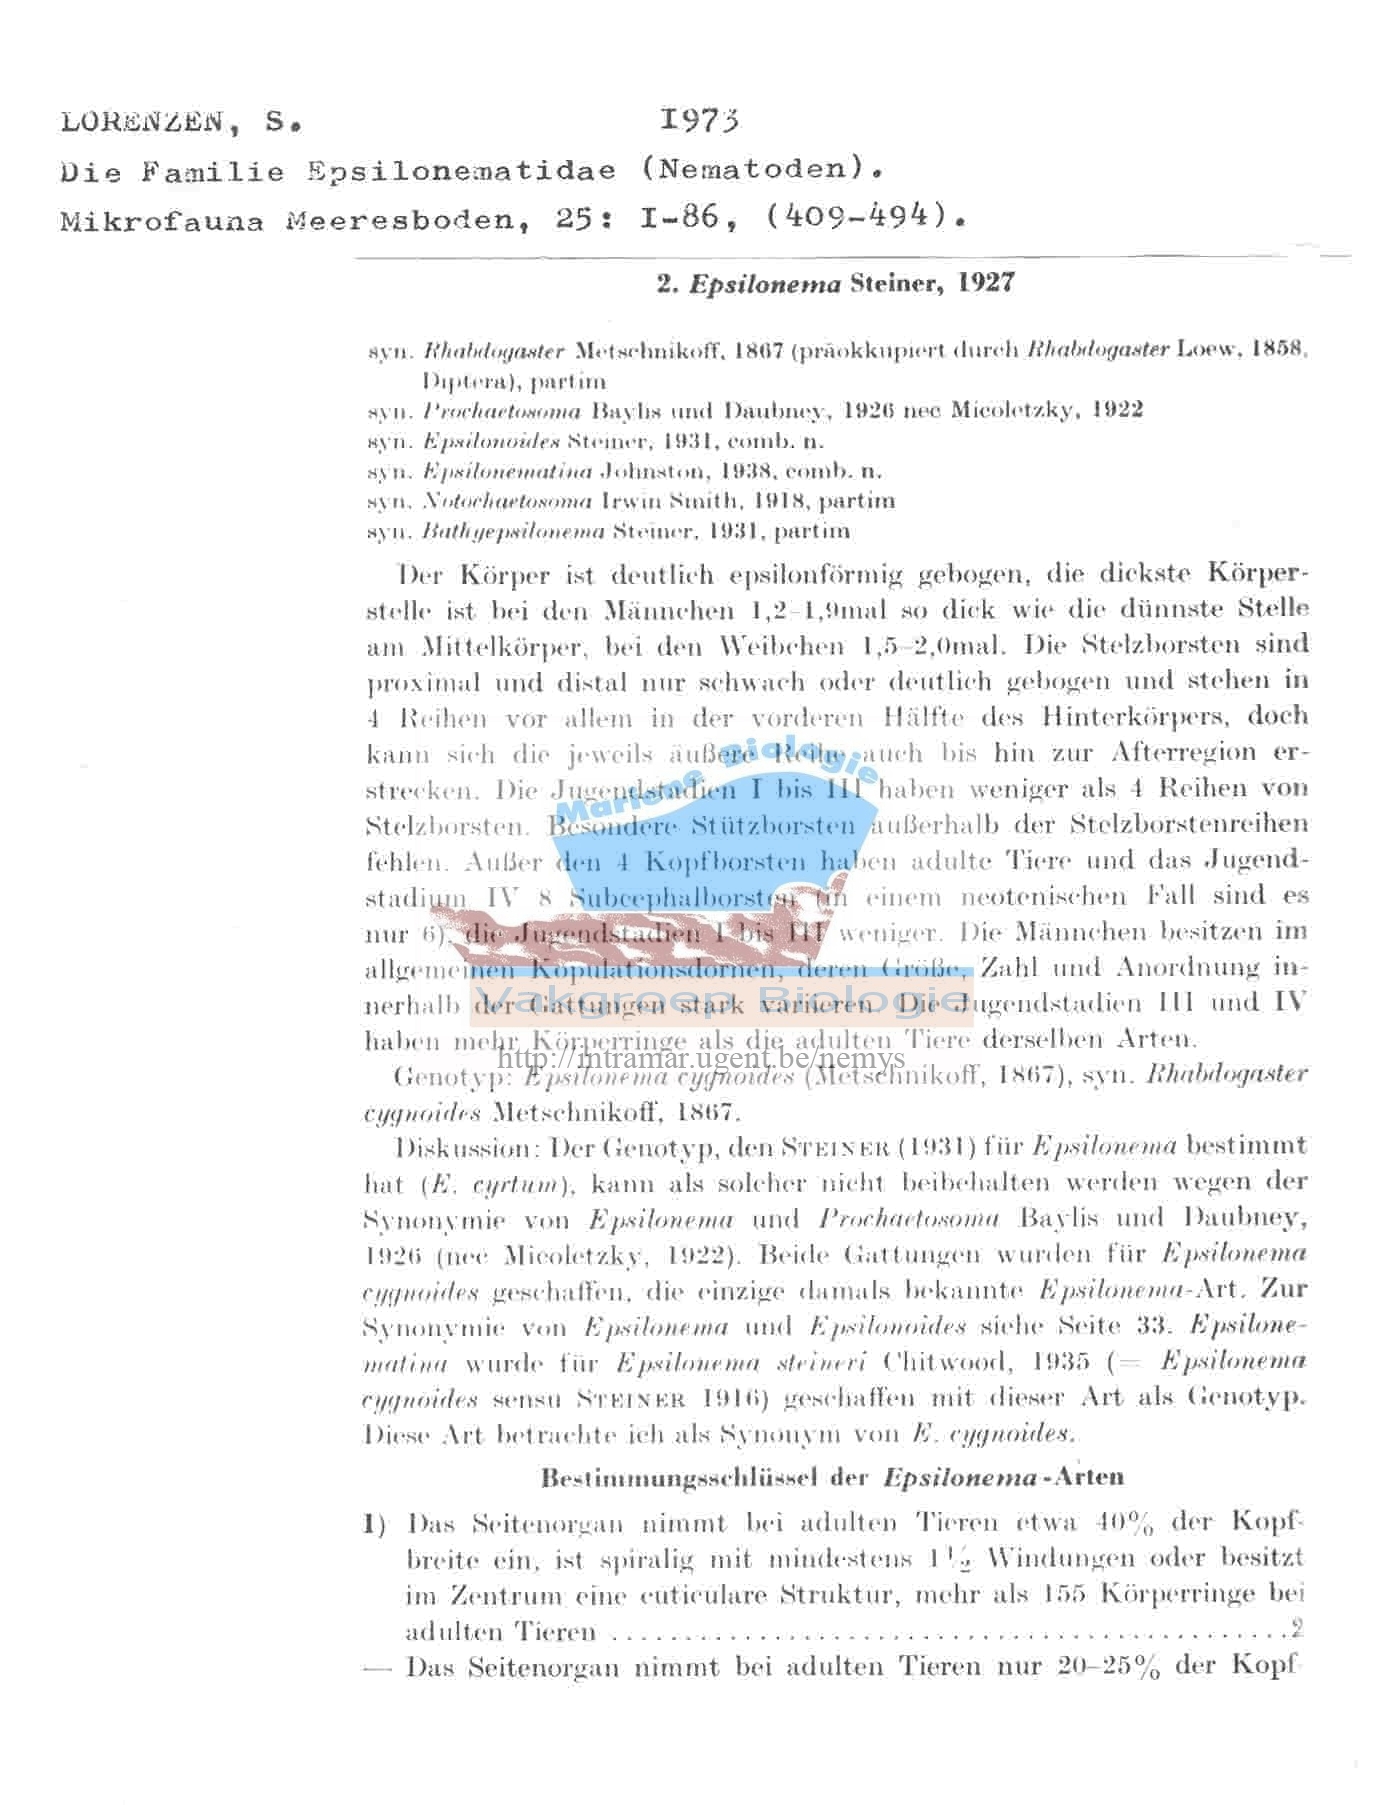 LORENZEN, S. 1973
Die Familie Epsilonematidae (Nematoden).
Mikrofauna Meeresboden, 25: I-86, (409-494).
2. Epsilonema Steiner, 1927
syn. Rhabdogaster Metschnikoff, 1867 (präokkupiert durch Rhabdogaster Loew, 1858,
Diptera), partim
syn. Prochaetosoma Baylis und Daubney, 1926 nec Micoletzky, 1922
syn. Epsilonoides Steiner, 1931, comb. n.
syn. Epsilonematina Johnston, 1938, comb. n.
syn. Notochaetosoma Irwin Smith, 1918, partim
syn. Bathyepsilonema Steiner, 1931, partim
Der Körper ist deutlich epsilonförmig gebogen, die dickste Körper-
stelle ist bei den Männchen 1,2–1,9mal so dick wie die dünnste Stelle
am Mittelkörper, bei den Weibchen 1,5–2,0mal. Die Stelzborsten sind
proximal und distal nur schwach oder deutlich gebogen und stehen in
4 Reihen vor allem in der vorderen Hälfte des Hinterkörpers, doch
kann sich die jeweils äußere Reihe auch bis hin zur Afterregion er-
strecken. Die Jugendstadien I bis III haben weniger als 4 Reihen von
Stelzborsten. Besondere Stützborsten außerhalb der Stelzborstenreihen
fehlen. Außer den 4 Kopfborsten haben adulte Tiere und das Jugend-
stadium IV 8 Subcephalborsten (in einem neotenischen Fall sind es
nur 6), die Jugendstadien I bis III weniger. Die Männchen besitzen im
allgemeinen Kopulationsdornen, deren Größe, Zahl und Anordnung in-
nerhalb der Gattungen stark variieren. Die Jugendstadien III und IV
haben mehr Körperringe als die adulten Tiere derselben Arten.
Mariene Biologie
Vakgroep Biologie
http://intramar.ugent.be/nemys
Genotyp: Epsilonema cygnoides (Metschnikoff, 1867), syn. Rhabdogaster
cygnoides Metschnikoff, 1867.
Diskussion: Der Genotyp, den STEINER (1931) für Epsilonema bestimmt
hat (E. cyrtum), kann als solcher nicht beibehalten werden wegen der
Synonymie von Epsilonema und Prochaetosoma Baylis und Daubney,
1926 (nec Micoletzky, 1922). Beide Gattungen wurden für Epsilonema
cygnoides geschaffen, die einzige damals bekannte Epsilonema-Art. Zur
Synonymie von Epsilonema und Epsilonoides siehe Seite 33. Epsilone-
matina wurde für Epsilonema steineri Chitwood, 1935 (= Epsilonema
cygnoides sensu STEINER 1916) geschaffen mit dieser Art als Genotyp.
Diese Art betrachte ich als Synonym von E. cygnoides.
Bestimmungsschlüssel der Epsilonema-Arten
1) Das Seitenorgan nimmt bei adulten Tieren etwa 40% der Kopf-
breite ein, ist spiralig mit mindestens 1½ Windungen oder besitzt
im Zentrum eine cuticulare Struktur, mehr als 155 Körperringe bei
adulten Tieren ........................................ 2
— Das Seitenorgan nimmt bei adulten Tieren nur 20–25% der Kopf